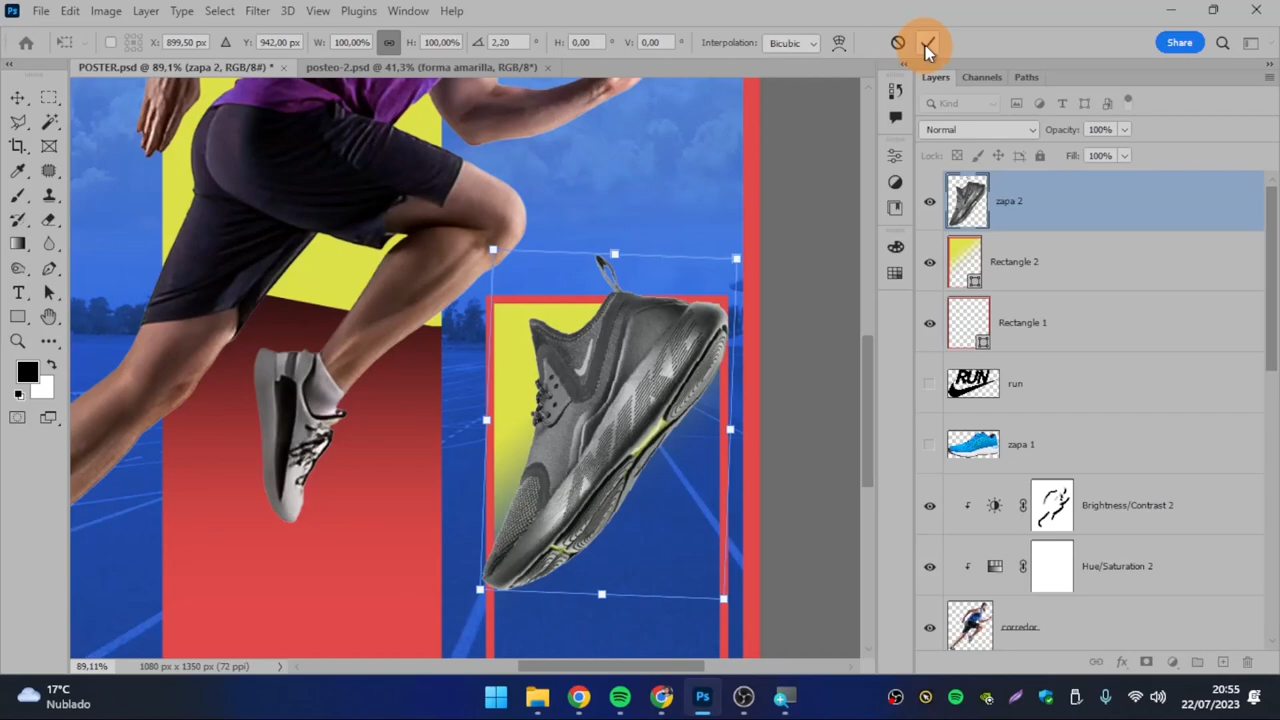 Ps File Edit Image Layer Type Select Filter 3D View Plugins Window Help
X: 899,50 px Y: 942,00 px W: 100,00% H: 100,00% 2,20 ° H: 0,00 ° V: 0,00 ° Interpolation: Bicubic Share
POSTER.psd @ 89,1% (zapa 2, RGB/8#) * × posteo-2.psd @ 41,3% (forma amarilla, RGB/8*) ×
Layers Channels Paths
Kind
Normal Opacity: 100%
Lock: Fill: 100%
zapa 2
Rectangle 2
Rectangle 1
RUN run
zapa 1
Brightness/Contrast 2
Hue/Saturation 2
corredor
T
89,11% 1080 px x 1350 px (72 ppi)
fx
17°C
Nublado
Ps
20:55
22/07/2023